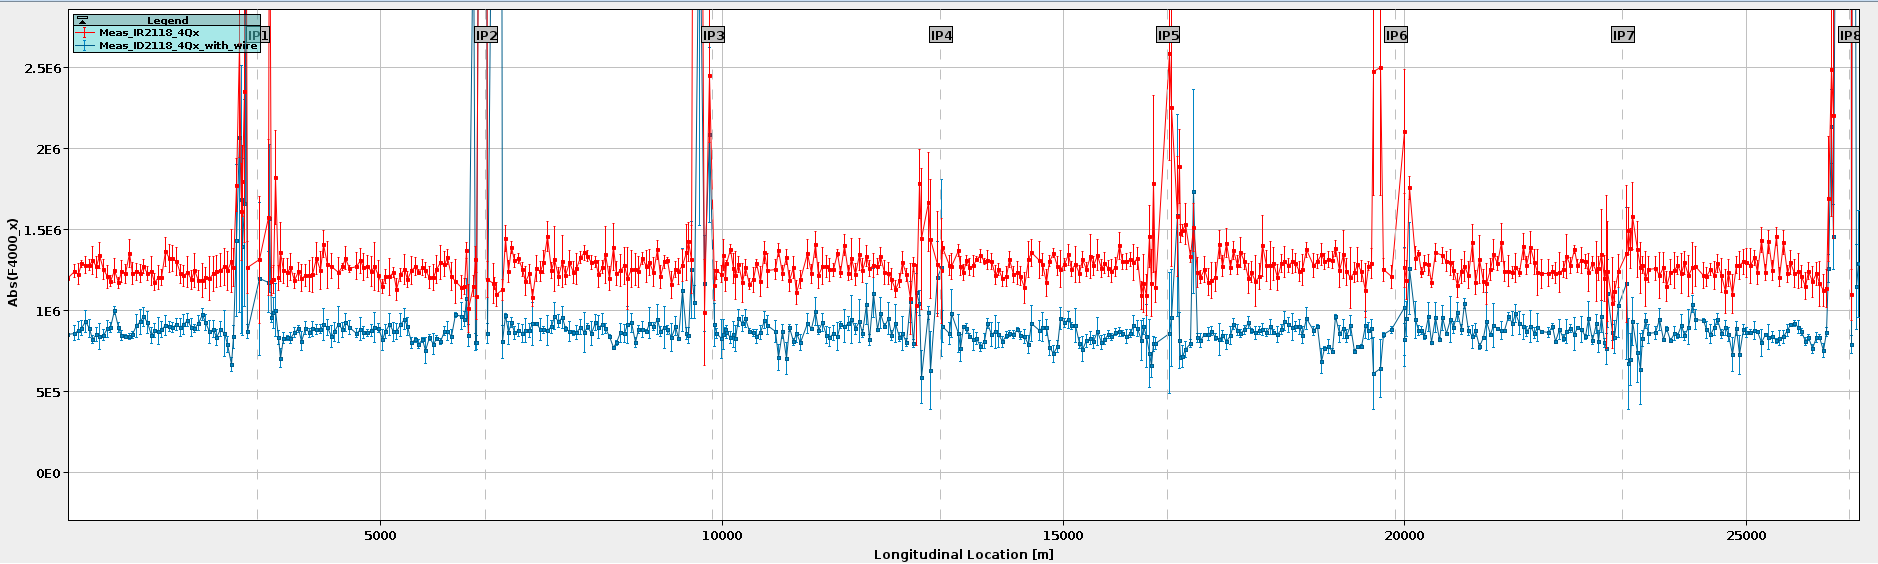 Legend
Meas_IR2118_4Qx
Meas_ID2118_4Qx_with_wire
IP1
IP2
IP3
IP4
IP5
IP6
IP7
IP8
2.5E6
2E6
1.5E6
1E6
5E5
0E0
Abs(F4000_x)
5000
10000
15000
20000
25000
Longitudinal Location [m]